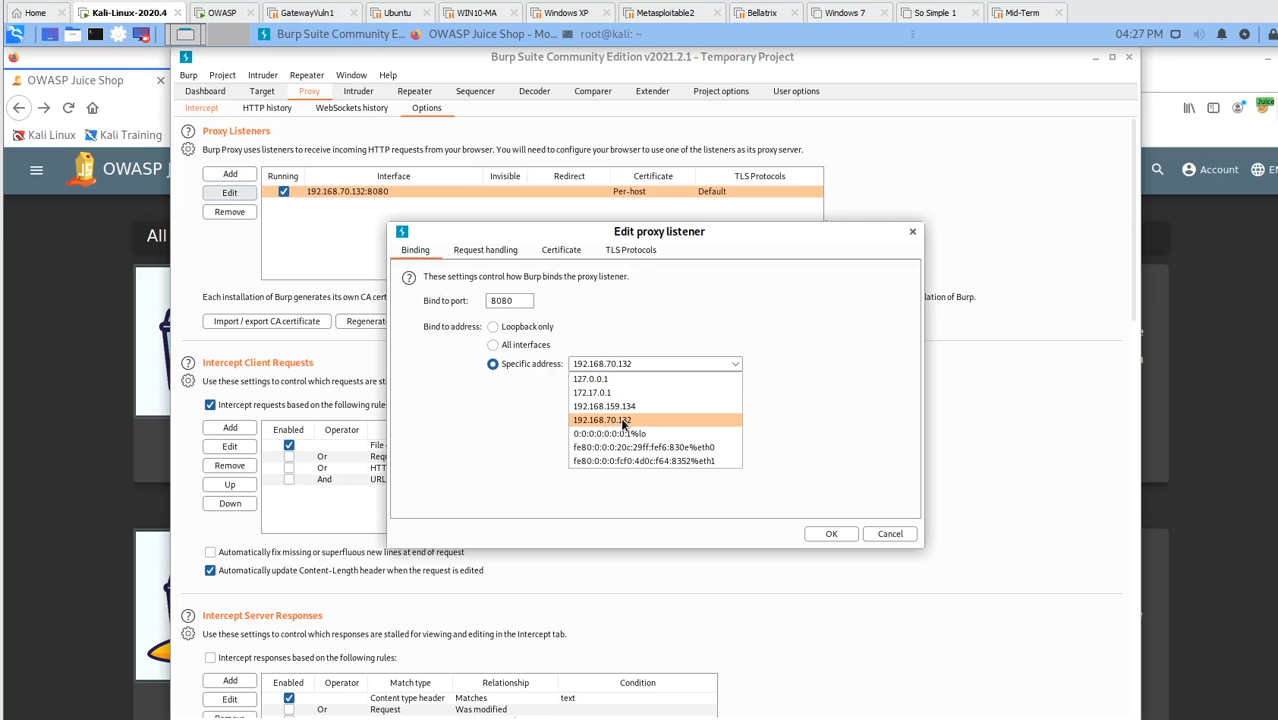 Home
Kali-Linux-2020.4
OWASP
GatewayVuln1
Ubuntu
WIN10-MA
Windows XP
Metasploitable2
Bellatrix
Windows 7
So Simple 1
Mid-Term
Burp Suite Community E...
OWASP Juice Shop - Mo...
root@kali: ~
04:27 PM
Burp Suite Community Edition v2021.2.1 - Temporary Project
OWASP Juice Shop
Burp Project Intruder Repeater Window Help
Dashboard Target Proxy Intruder Repeater Sequencer Decoder Comparer Extender Project options User options
Intercept HTTP history WebSockets history Options
Kali Linux Kali Training
Juice
Proxy Listeners
Burp Proxy uses listeners to receive incoming HTTP requests from your browser. You will need to configure your browser to use one of the listeners as its proxy server.
OWASP J
Account EN
Add
Edit
Remove
Running Interface Invisible Redirect Certificate TLS Protocols
192.168.70.132:8080 Per-host Default
All
Edit proxy listener
Binding Request handling Certificate TLS Protocols
These settings control how Burp binds the proxy listener.
Bind to port: 8080
Bind to address: Loopback only
All interfaces
Specific address: 192.168.70.132
127.0.0.1
172.17.0.1
192.168.159.134
192.168.70.132
0:0:0:0:0:0:0:1%lo
fe80:0:0:0:20c:29ff:fef6:830e%eth0
fe80:0:0:0:fcf0:4d0c:f64:8352%eth1
OK Cancel
Each installation of Burp generates its own CA cert
lation of Burp.
Import / export CA certificate Regenera
Intercept Client Requests
Use these settings to control which requests are st
Intercept requests based on the following rule
Add
Edit
Remove
Up
Down
Enabled Operator
File
Or Req
Or HTT
And URL
Automatically fix missing or superfluous new lines at end of request
Automatically update Content-Length header when the request is edited
Intercept Server Responses
Use these settings to control which responses are stalled for viewing and editing in the Intercept tab.
Intercept responses based on the following rules:
Add
Edit
Enabled Operator Match type Relationship Condition
Content type header Matches text
Or Request Was modified